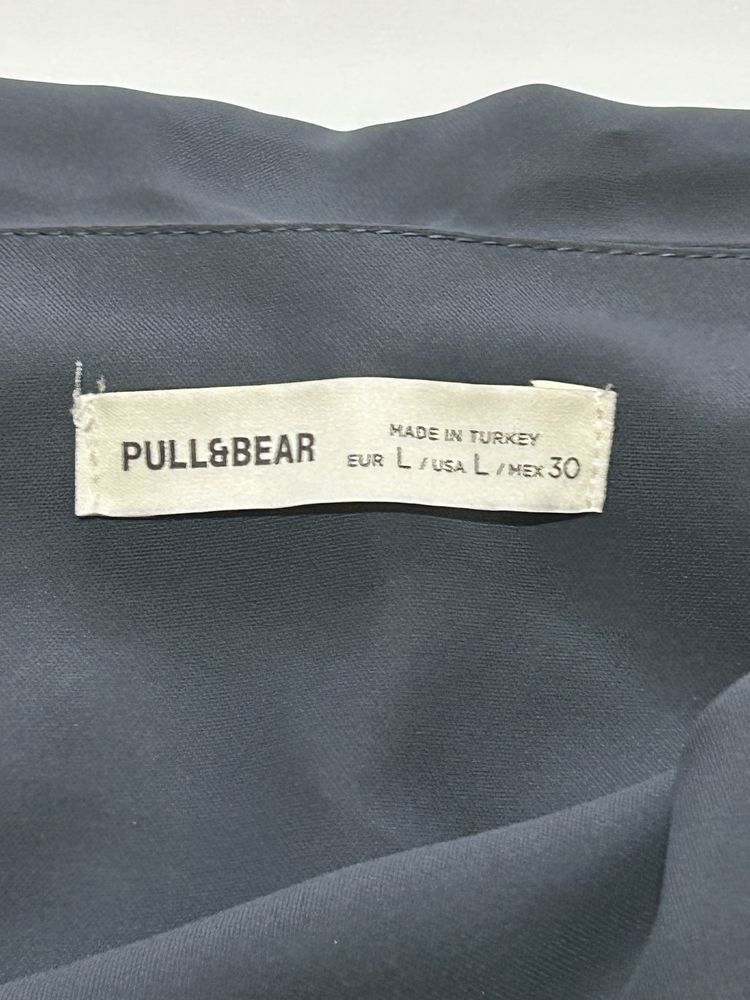 PULL&BEAR
MADE IN TURKEY
EUR L / USA L / MEX 30